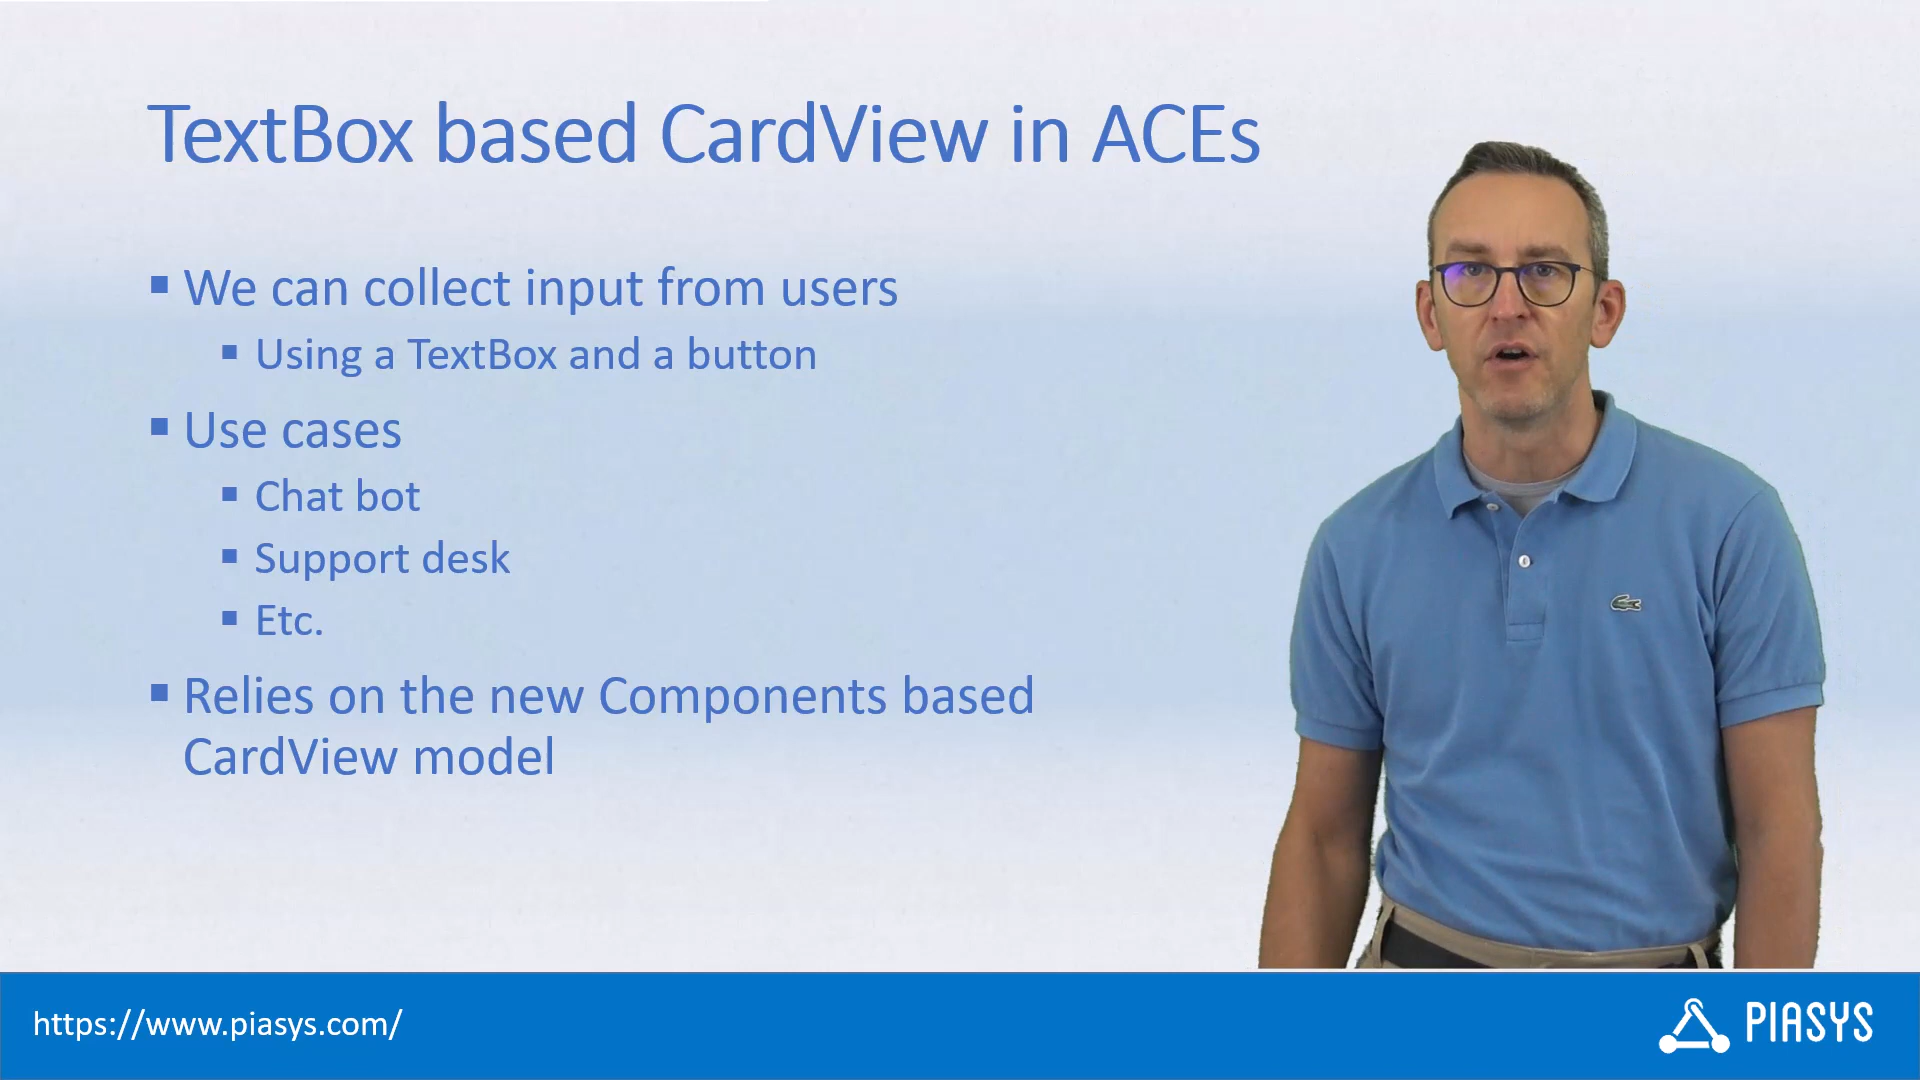 TextBox based CardView in ACEs
▪ We can collect input from users
▪ Using a TextBox and a button
▪ Use cases
▪ Chat bot
▪ Support desk
▪ Etc.
▪ Relies on the new Components based
CardView model
https://www.piasys.com/
PIASYS